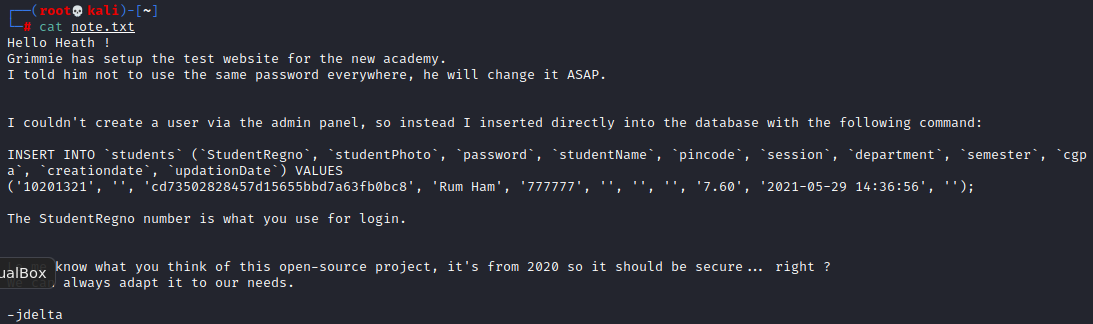 (root💀kali)-[~]
# cat note.txt
Hello Heath !
Grimmie has setup the test website for the new academy.
I told him not to use the same password everywhere, he will change it ASAP.
I couldn't create a user via the admin panel, so instead I inserted directly into the database with the following command:
INSERT INTO `students` (`StudentRegno`, `studentPhoto`, `password`, `studentName`, `pincode`, `session`, `department`, `semester`, `cgp
a`, `creationdate`, `updationDate`) VALUES
('10201321', '', 'cd73502828457d15655bbd7a63fb0bc8', 'Rum Ham', '777777', '', '', '', '7.60', '2021-05-29 14:36:56', '');
The StudentRegno number is what you use for login.
know what you think of this open-source project, it's from 2020 so it should be secure... right ?
ualBox
always adapt it to our needs.
-jdelta